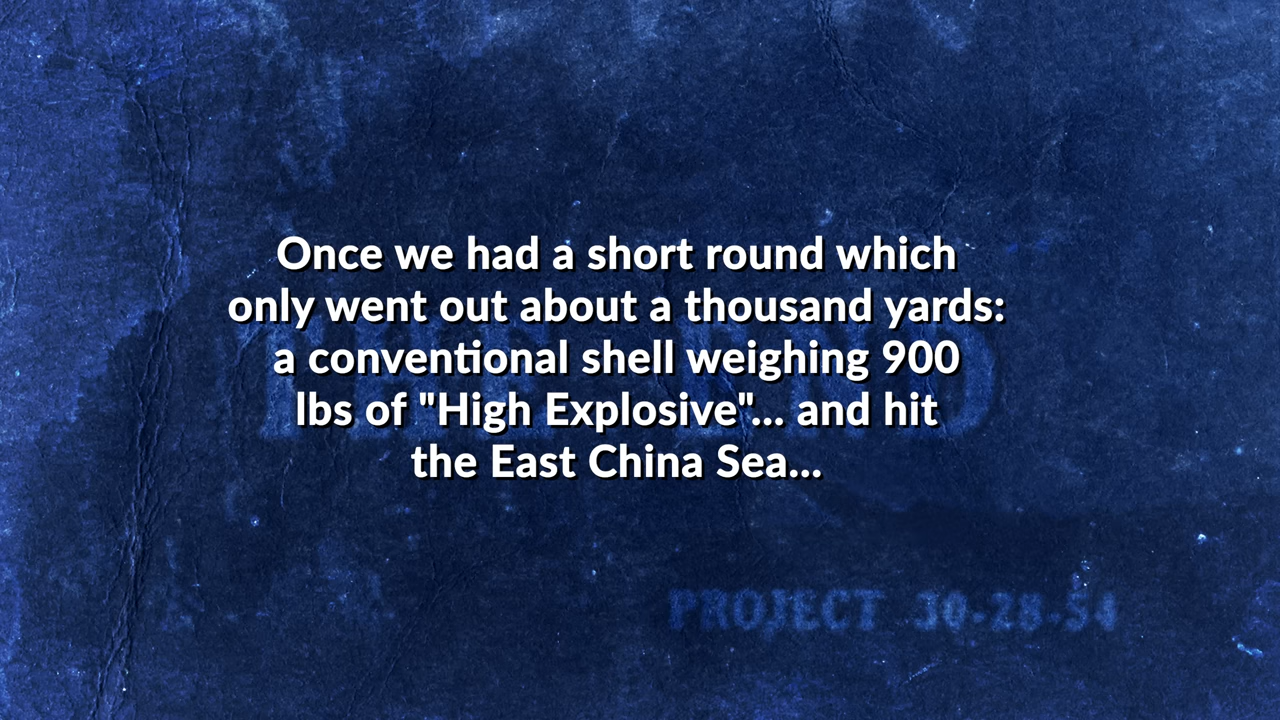 Once we had a short round which
only went out about a thousand yards:
a conventional shell weighing 900
lbs of "High Explosive"... and hit
the East China Sea...
PROJECT 30-28-54